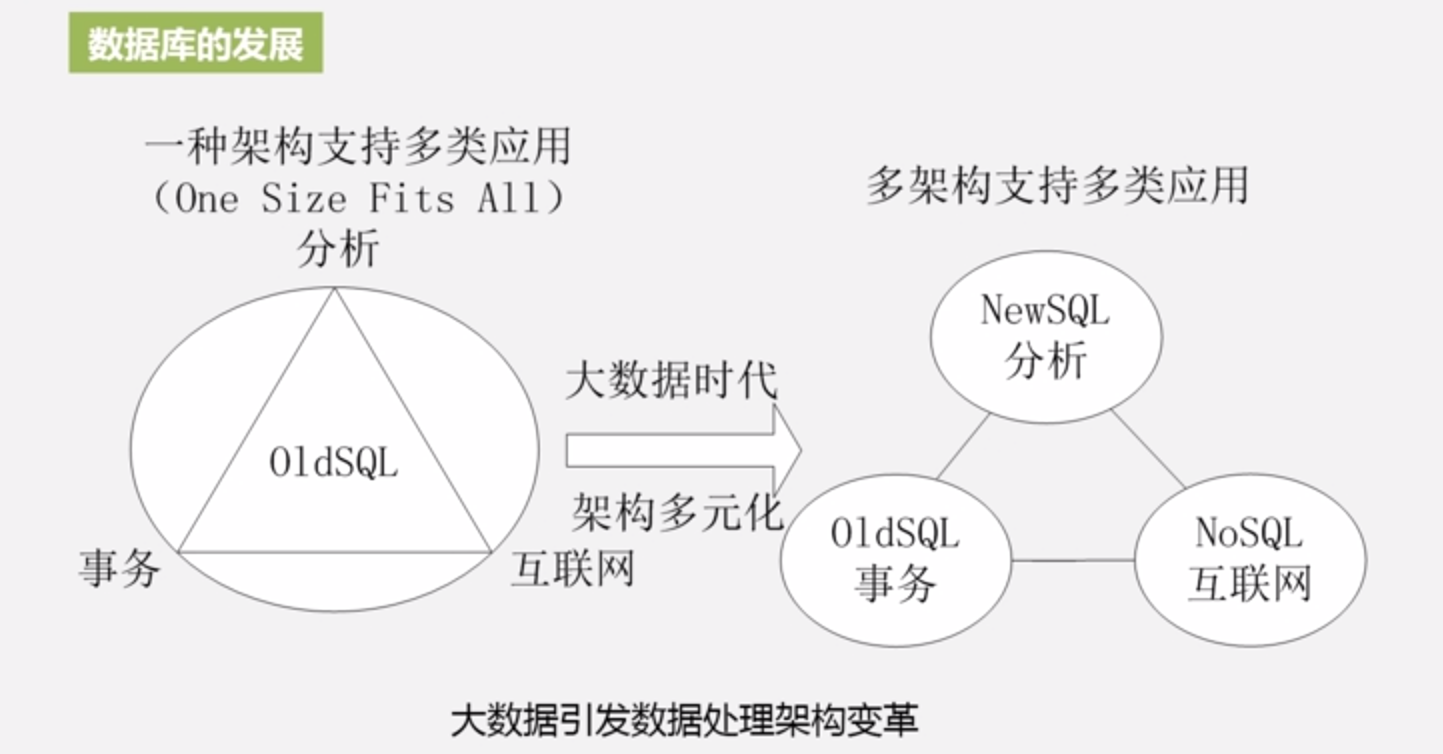 数据库的发展
一种架构支持多类应用
（One Size Fits All）
分析
OldSQL
事务
互联网
大数据时代
架构多元化
多架构支持多类应用
NewSQL
分析
OldSQL
事务
NoSQL
互联网
大数据引发数据处理架构变革